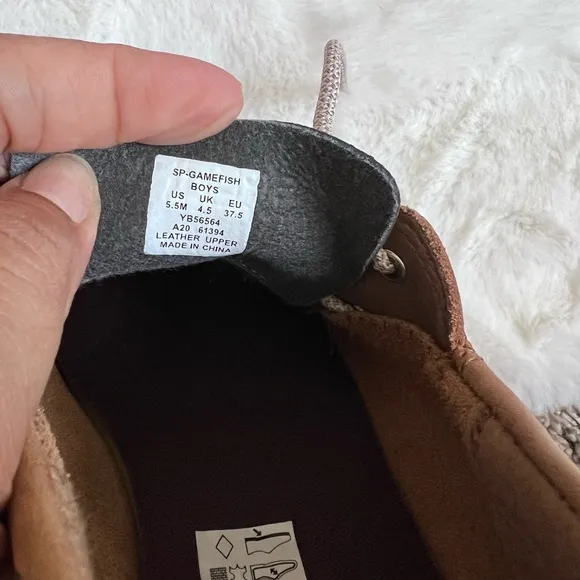 SP-GAMEFISH
BOYS
US UK EU
5.5M 4.5 37.5
YB56564
A20 61394
LEATHER UPPER
MADE IN CHINA